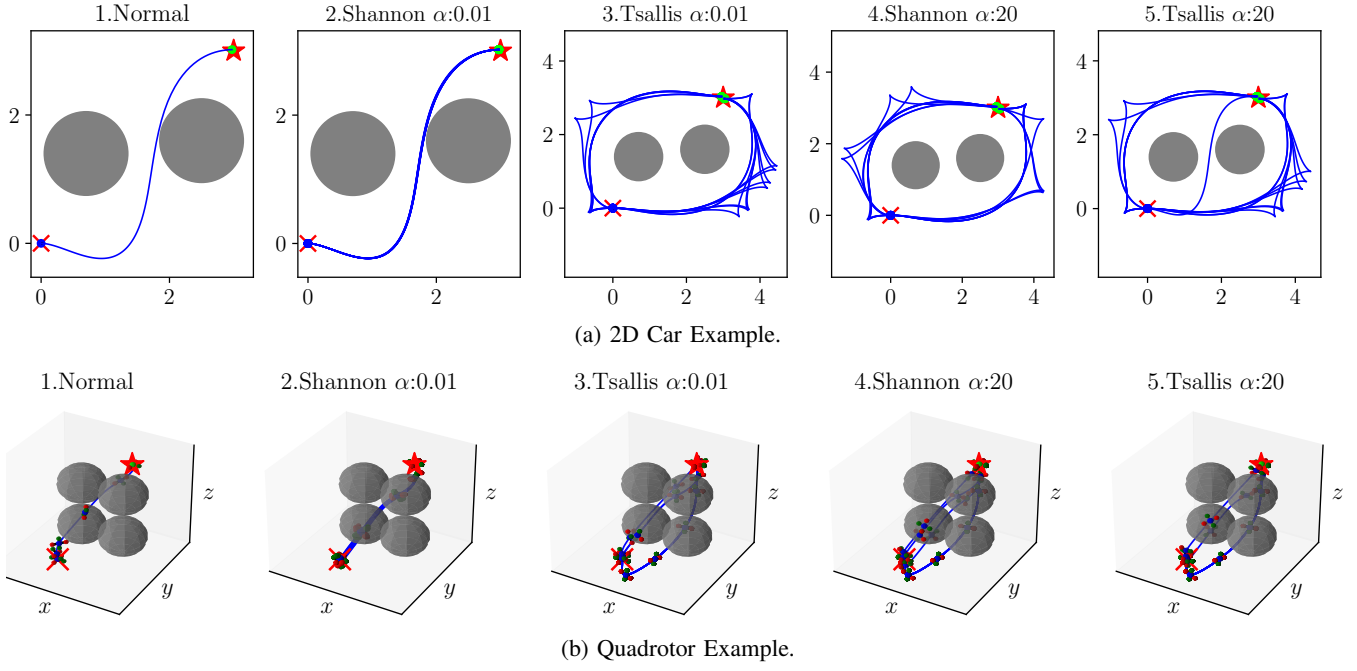 1.Normal
2.Shannon α:0.01
3.Tsallis α:0.01
4.Shannon α:20
5.Tsallis α:20
2
0
0
2
2
0
0
2
4
2
0
0
2
4
4
2
0
0
2
4
4
2
0
0
2
4
(a) 2D Car Example.
1.Normal
2.Shannon α:0.01
3.Tsallis α:0.01
4.Shannon α:20
5.Tsallis α:20
x
y
z
x
y
z
x
y
z
x
y
z
x
y
z
(b) Quadrotor Example.